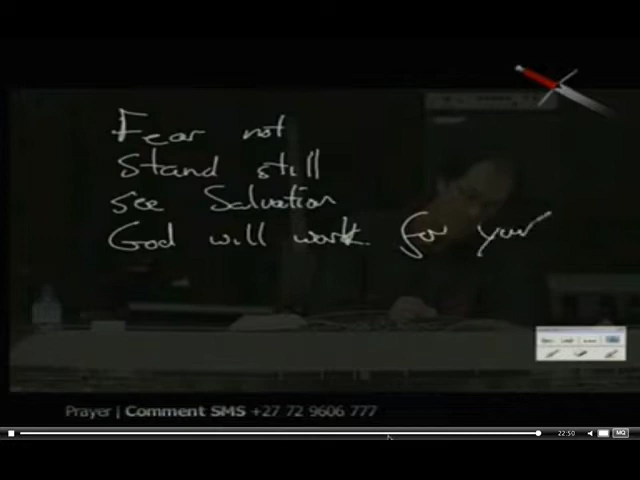 Fear not
Stand still
see Salvation
God will work for you
Prayer | Comment SMS +27 72 9606 777
22:50
MQ